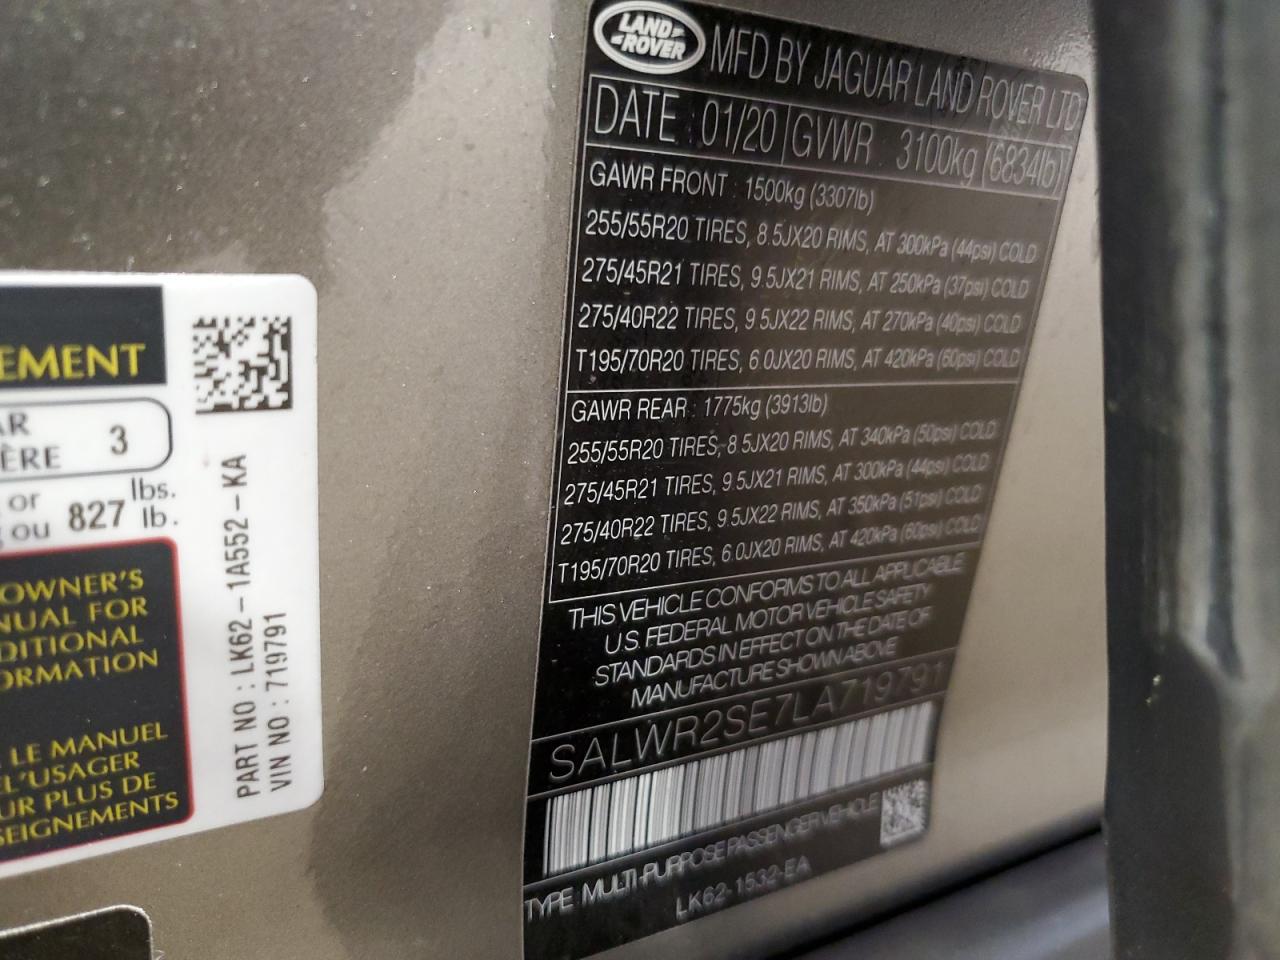 EMENT
AR
ÈRE 3
or
ou 827 lbs.
lb.
OWNER'S
NUAL FOR
DITIONAL
ORMATION
LE MANUEL
L'USAGER
UR PLUS DE
SEIGNEMENTS
PART NO : LK62-1A552-KA
VIN NO : 719791
LAND ROVER
MFD BY JAGUAR LAND ROVER LTD
DATE : 01/20 GVWR : 3100kg (6834lb)
GAWR FRONT : 1500kg (3307lb)
255/55R20 TIRES, 8.5JX20 RIMS, AT 300kPa (44psi) COLD
275/45R21 TIRES, 9.5JX21 RIMS, AT 250kPa (37psi) COLD
275/40R22 TIRES, 9.5JX22 RIMS, AT 270kPa (40psi) COLD
T195/70R20 TIRES, 6.0JX20 RIMS, AT 420kPa (60psi) COLD
GAWR REAR : 1775kg (3913lb)
255/55R20 TIRES, 8.5JX20 RIMS, AT 340kPa (50psi) COLD
275/45R21 TIRES, 9.5JX21 RIMS, AT 300kPa (44psi) COLD
275/40R22 TIRES, 9.5JX22 RIMS, AT 350kPa (51psi) COLD
T195/70R20 TIRES, 6.0JX20 RIMS, AT 420kPa (60psi) COLD
THIS VEHICLE CONFORMS TO ALL APPLICABLE
U.S. FEDERAL MOTOR VEHICLE SAFETY
STANDARDS IN EFFECT ON THE DATE OF
MANUFACTURE SHOWN ABOVE
SALWR2SE7LA719791
TYPE : MULTI-PURPOSE PASSENGER VEHICLE
LK62-1532-EA